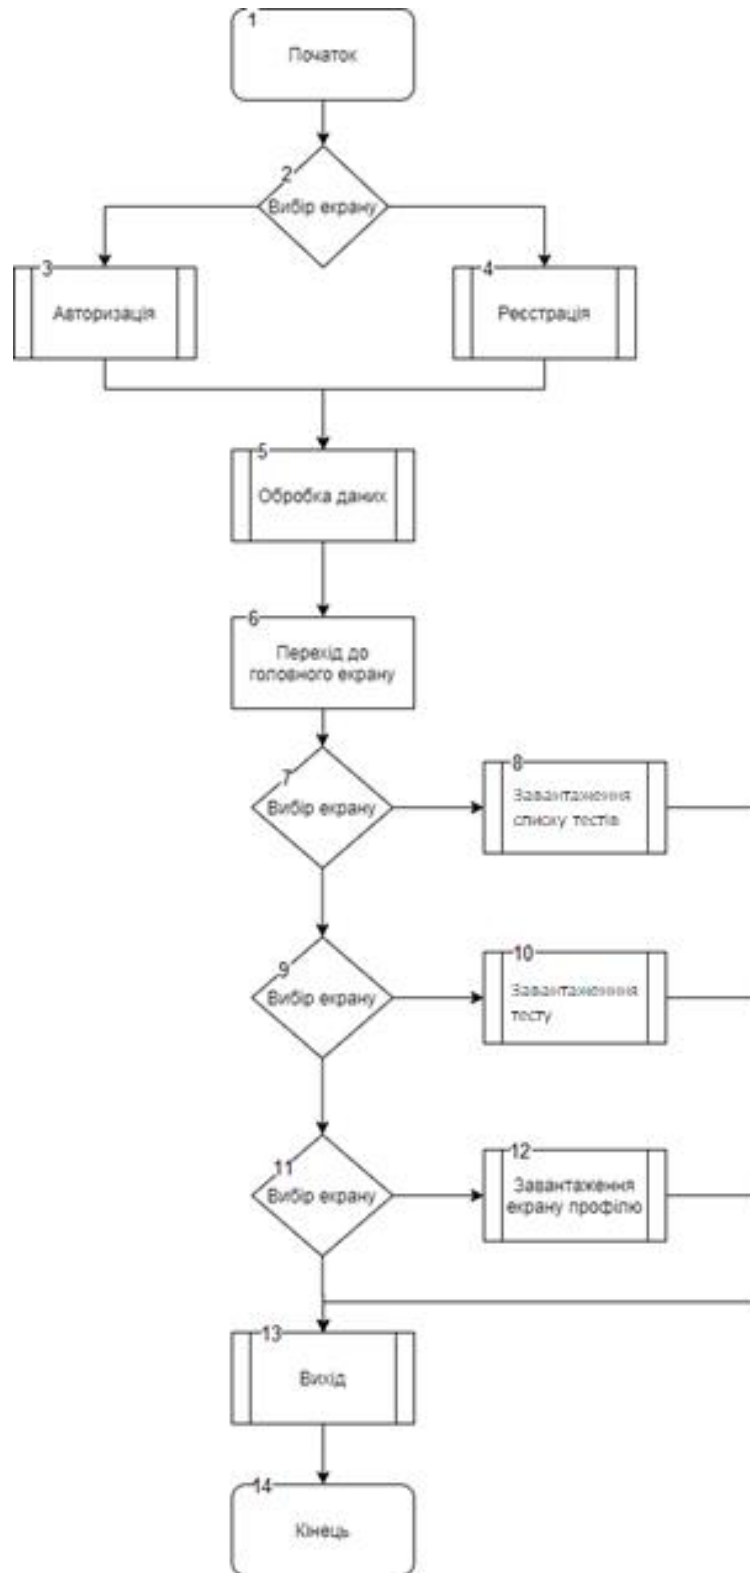 1
Початок
2
Вибір екрану
3
Авторизація
4
Реєстрація
5
Обробка даних
6
Перехід до
головного екрану
7
Вибір екрану
8
Завантаження
списку тестів
9
Вибір екрану
10
Завантаженння
тесту
11
Вибір екрану
12
Завантаження
екрану профілю
13
Вихід
14
Кінець